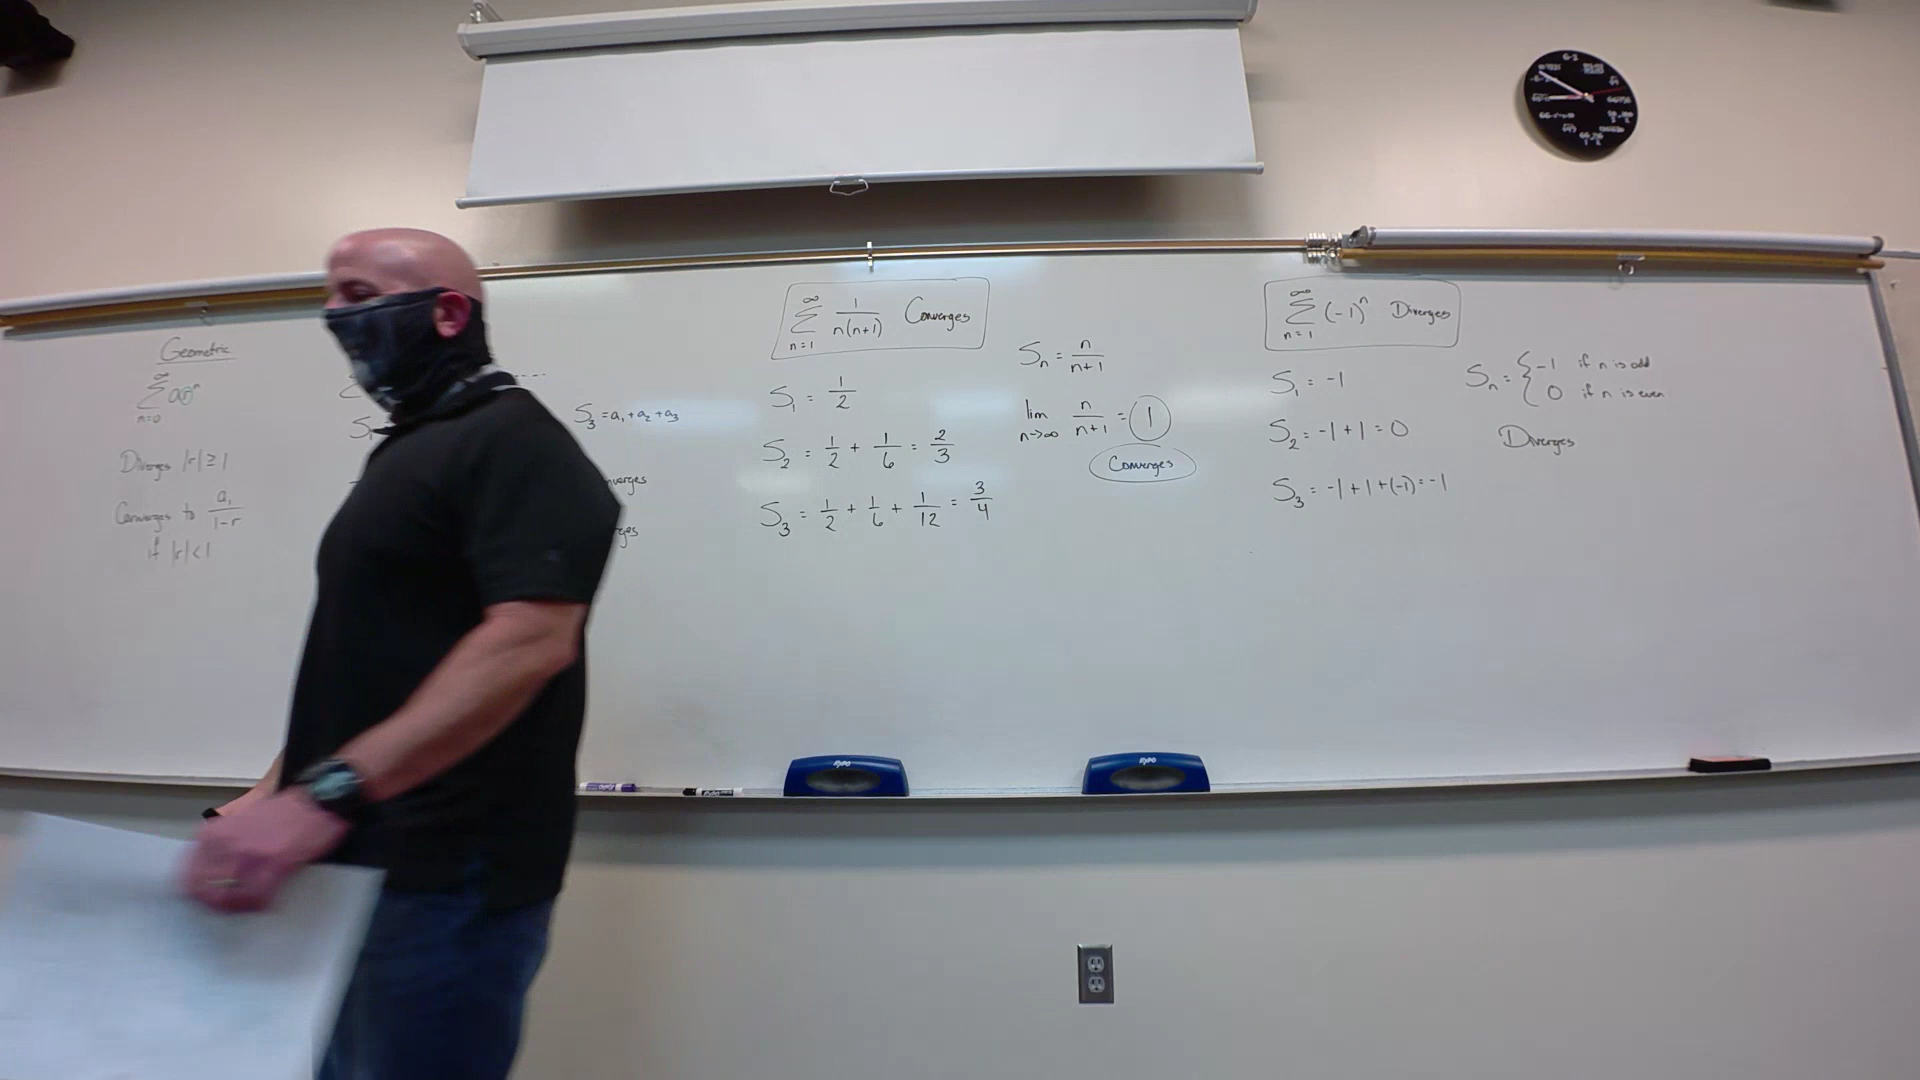 Geometric
∞
∑ ar^n
n=0
Diverges |r| ≥ 1
Converges to a₁/(1-r)
if |r| < 1
S₃ = a₁ + a₂ + a₃
∞
∑ 1/(n(n+1)) Converges
n=1
S₁ = 1/2
S₂ = 1/2 + 1/6 = 2/3
S₃ = 1/2 + 1/6 + 1/12 = 3/4
Sₙ = n/(n+1)
lim n→∞ n/(n+1) = 1
Converges
∞
∑ (-1)^n Diverges
n=1
S₁ = -1
S₂ = -1 + 1 = 0
S₃ = -1 + 1 + (-1) = -1
Sₙ = { -1 if n is odd
0 if n is even
Diverges
EXPO
EXPO